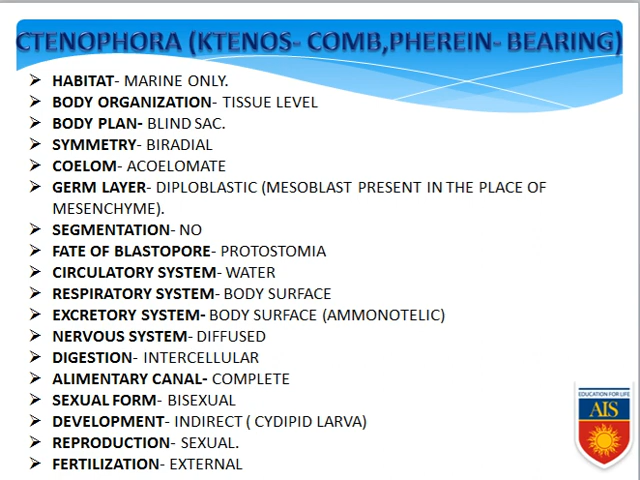 CTENOPHORA (KTENOS- COMB,PHEREIN- BEARING)
➢ HABITAT- MARINE ONLY.
➢ BODY ORGANIZATION- TISSUE LEVEL
➢ BODY PLAN- BLIND SAC.
➢ SYMMETRY- BIRADIAL
➢ COELOM- ACOELOMATE
➢ GERM LAYER- DIPLOBLASTIC (MESOBLAST PRESENT IN THE PLACE OF
MESENCHYME).
➢ SEGMENTATION- NO
➢ FATE OF BLASTOPORE- PROTOSTOMIA
➢ CIRCULATORY SYSTEM- WATER
➢ RESPIRATORY SYSTEM- BODY SURFACE
➢ EXCRETORY SYSTEM- BODY SURFACE (AMMONOTELIC)
➢ NERVOUS SYSTEM- DIFFUSED
➢ DIGESTION- INTERCELLULAR
➢ ALIMENTARY CANAL- COMPLETE
➢ SEXUAL FORM- BISEXUAL
➢ DEVELOPMENT- INDIRECT ( CYDIPID LARVA)
➢ REPRODUCTION- SEXUAL.
➢ FERTILIZATION- EXTERNAL
EDUCATION FOR LIFE
AIS